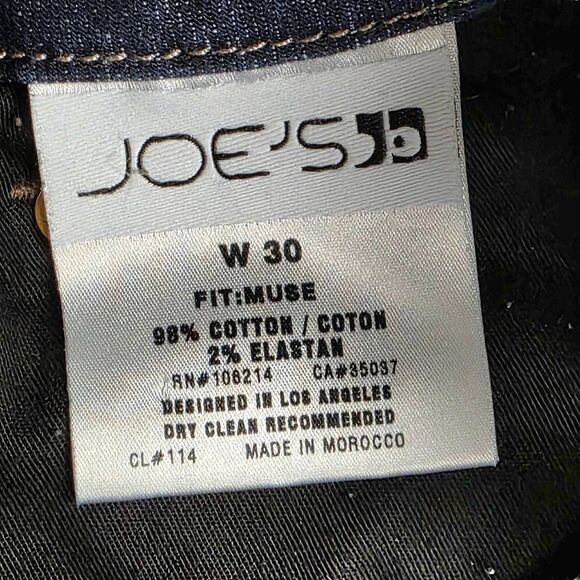 JOE'S
W 30
FIT:MUSE
98% COTTON / COTON
2% ELASTAN
RN#106214 CA#35037
DESIGNED IN LOS ANGELES
DRY CLEAN RECOMMENDED
CL#114 MADE IN MOROCCO